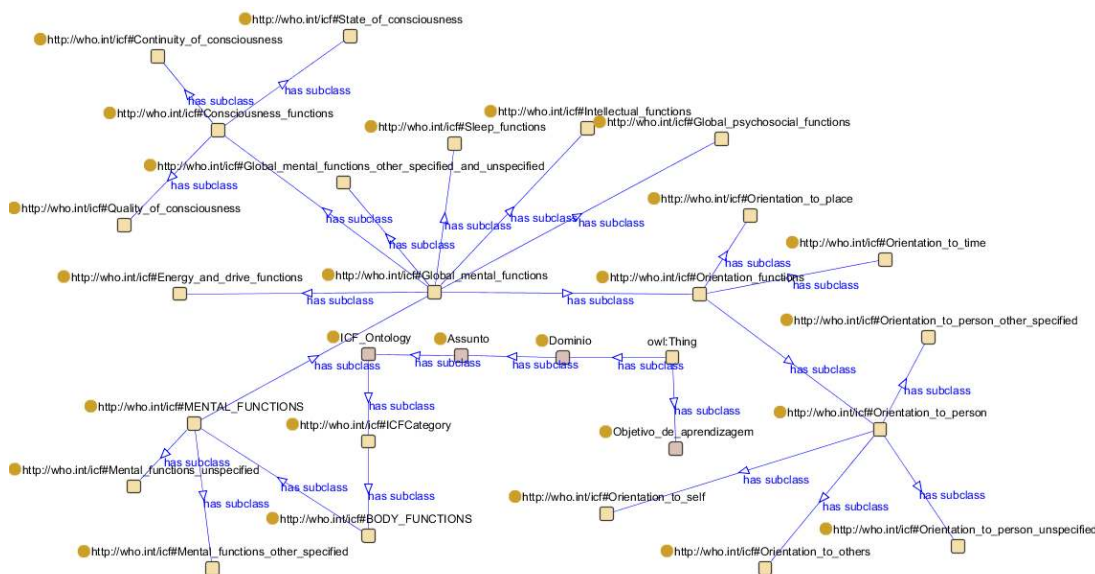 http://who.int/icf#State_of_consciousness
http://who.int/icf#Continuity_of_consciousness
has subclass
has subclass
http://who.int/icf#Consciousness_functions
http://who.int/icf#Intellectual_functions
http://who.int/icf#Sleep_functions
http://who.int/icf#Global_psychosocial_functions
http://who.int/icf#Global_mental_functions_other_specified_and_unspecified
has subclass
http://who.int/icf#Quality_of_consciousness
http://who.int/icf#Orientation_to_place
has subclass
has subclass
has subclass
has subclass
has subclass
http://who.int/icf#Orientation_to_time
has subclass
http://who.int/icf#Energy_and_drive_functions
http://who.int/icf#Global_mental_functions
http://who.int/icf#Orientation_functions
has subclass
has subclass
has subclass
http://who.int/icf#Orientation_to_person_other_specified
ICF_Ontology
Assunto
Dominio
owl:Thing
has subclass
has subclass
has subclass
has subclass
has subclass
has subclass
has subclass
http://who.int/icf#MENTAL_FUNCTIONS
has subclass
http://who.int/icf#ICFCategory
Objetivo_de_aprendizagem
http://who.int/icf#Orientation_to_person
has subclass
http://who.int/icf#Mental_functions_unspecified
has subclass
has subclass
has subclass
has subclass
http://who.int/icf#Orientation_to_self
has subclass
has subclass
http://who.int/icf#BODY_FUNCTIONS
http://who.int/icf#Orientation_to_person_unspecified
http://who.int/icf#Mental_functions_other_specified
http://who.int/icf#Orientation_to_others